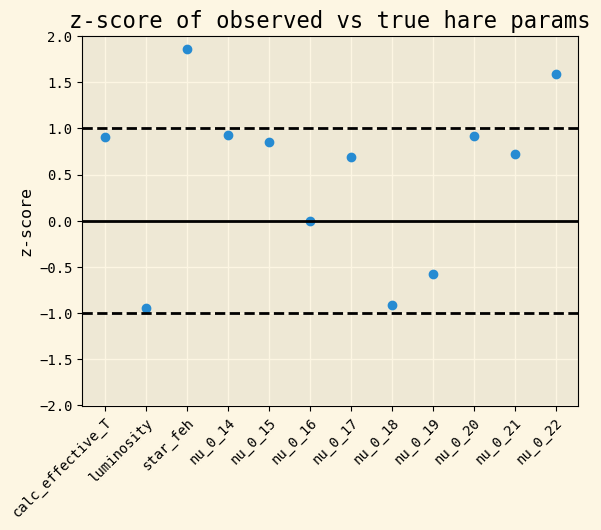 z-score of observed vs true hare params
z-score
2.0
1.5
1.0
0.5
0.0
−0.5
−1.0
−1.5
−2.0
calc_effective_T
luminosity
star_feh
nu_0_14
nu_0_15
nu_0_16
nu_0_17
nu_0_18
nu_0_19
nu_0_20
nu_0_21
nu_0_22